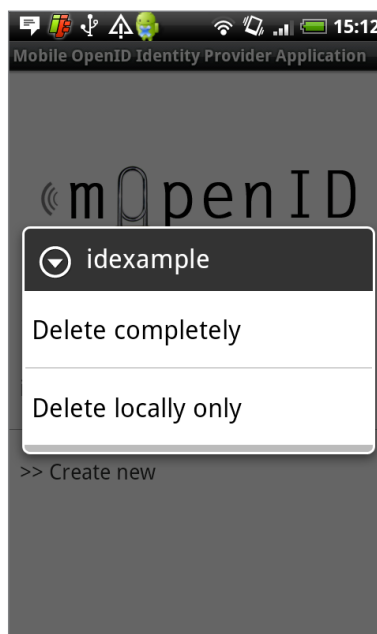 15:12
Mobile OpenID Identity Provider Application
mOpenID
idexample
Delete completely
Delete locally only
>> Create new